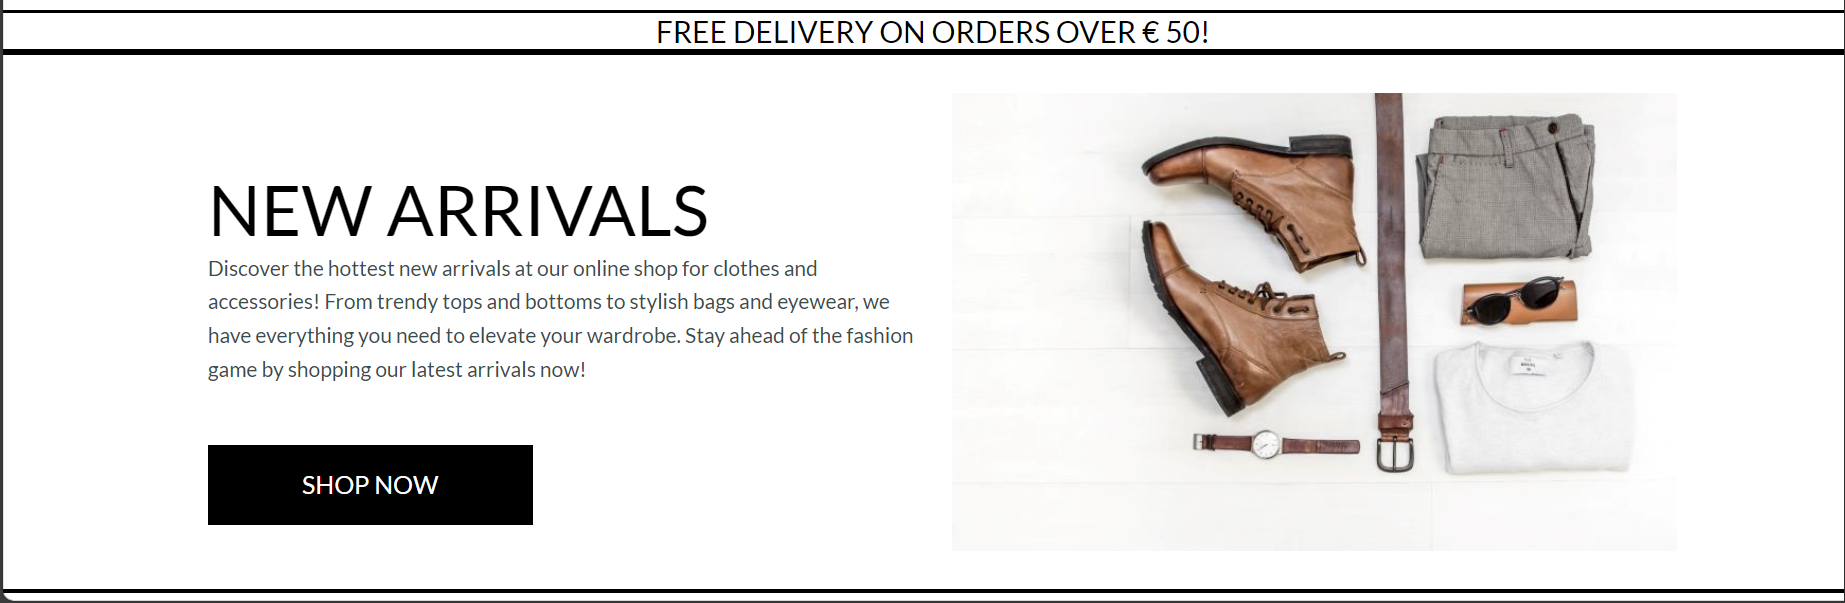 FREE DELIVERY ON ORDERS OVER € 50!
NEW ARRIVALS
Discover the hottest new arrivals at our online shop for clothes and
accessories! From trendy tops and bottoms to stylish bags and eyewear, we
have everything you need to elevate your wardrobe. Stay ahead of the fashion
game by shopping our latest arrivals now!
SHOP NOW